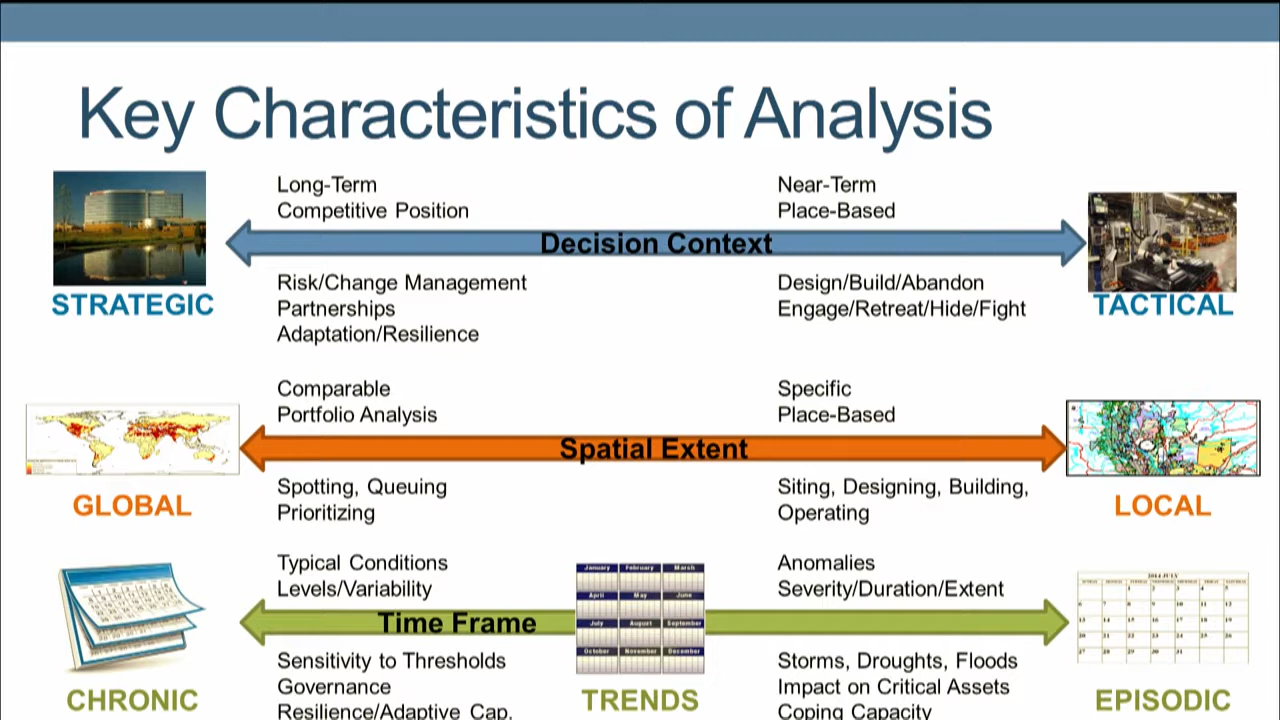 Key Characteristics of Analysis
Long-Term
Competitive Position
Near-Term
Place-Based
Decision Context
STRATEGIC
Risk/Change Management
Partnerships
Adaptation/Resilience
Design/Build/Abandon
Engage/Retreat/Hide/Fight
TACTICAL
Comparable
Portfolio Analysis
Specific
Place-Based
Spatial Extent
GLOBAL
Spotting, Queuing
Prioritizing
Siting, Designing, Building,
Operating
LOCAL
Typical Conditions
Levels/Variability
Anomalies
Severity/Duration/Extent
Time Frame
January February March
April May June
July August September
October November December
2014 JULY
CHRONIC
Sensitivity to Thresholds
Governance
Resilience/Adaptive Cap.
TRENDS
Storms, Droughts, Floods
Impact on Critical Assets
Coping Capacity
EPISODIC